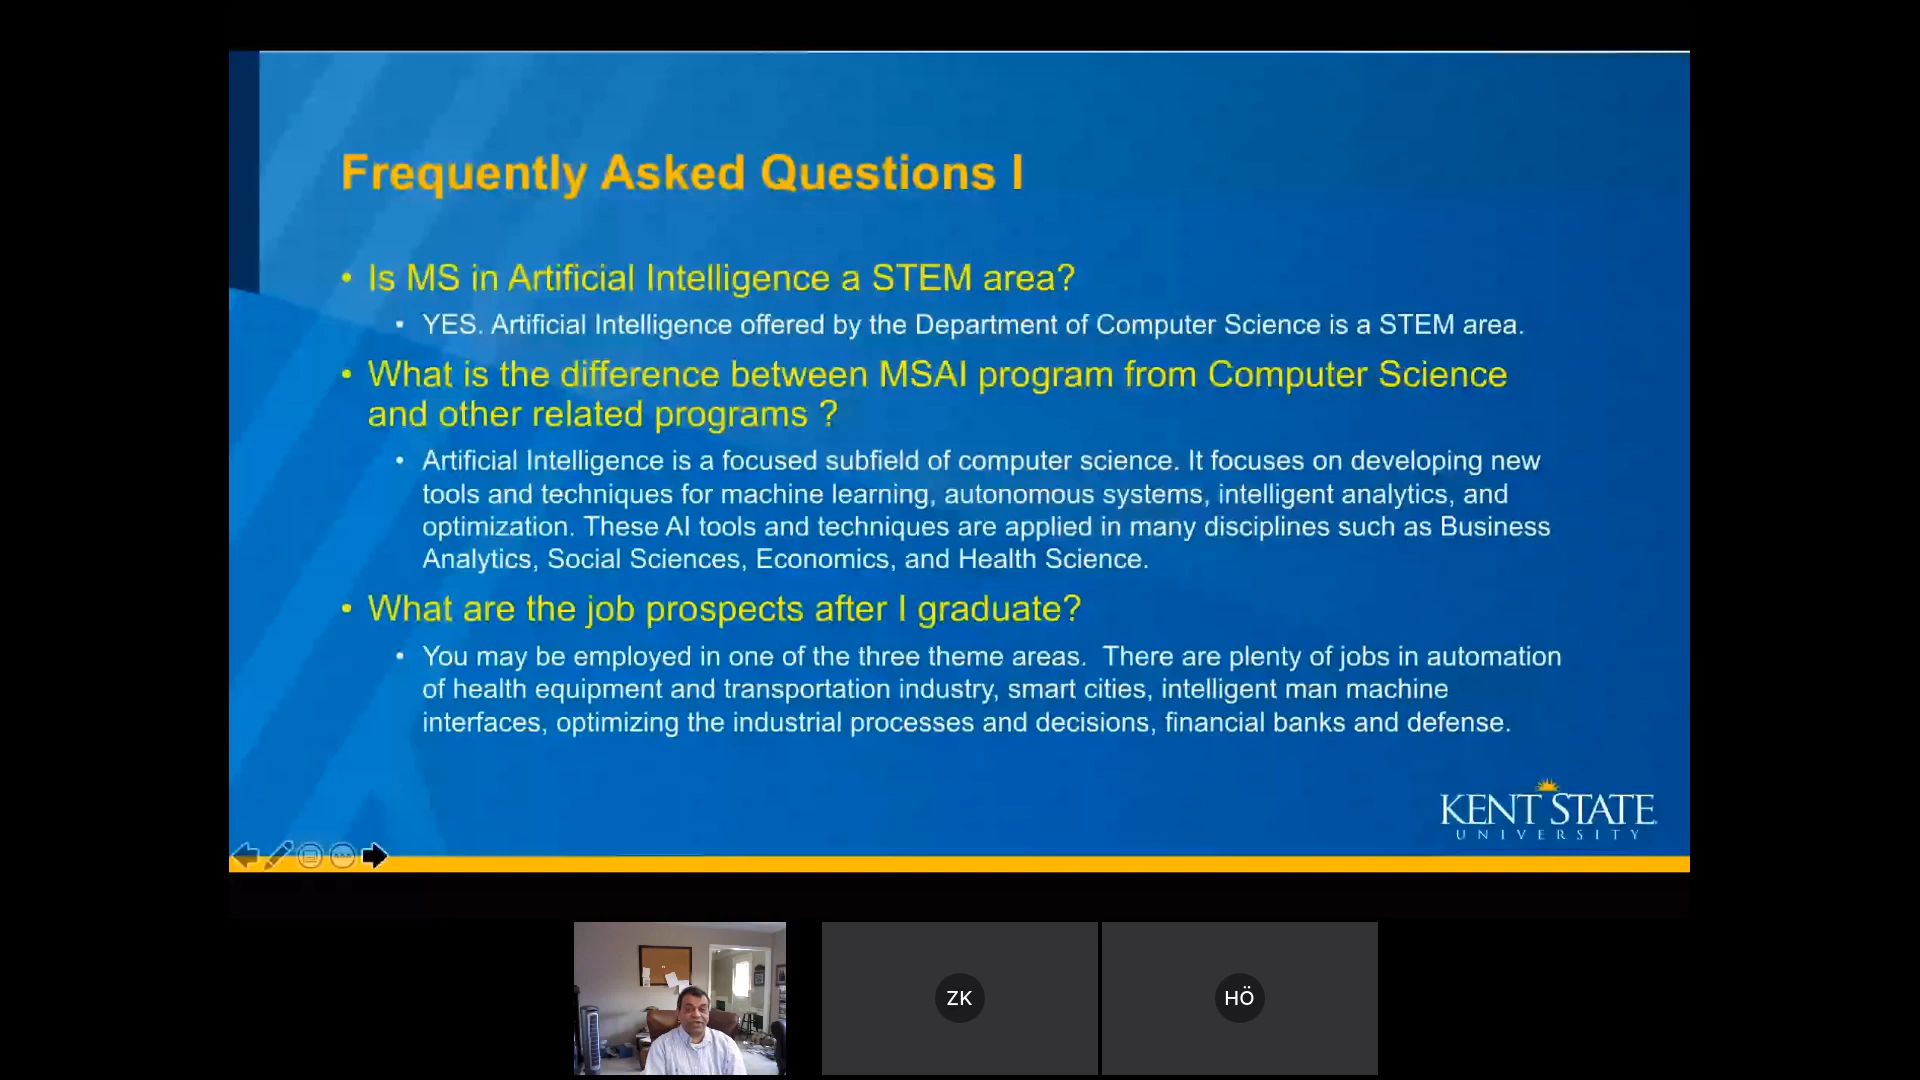 Frequently Asked Questions I
• Is MS in Artificial Intelligence a STEM area?
• YES. Artificial Intelligence offered by the Department of Computer Science is a STEM area.
• What is the difference between MSAI program from Computer Science
and other related programs ?
• Artificial Intelligence is a focused subfield of computer science. It focuses on developing new
tools and techniques for machine learning, autonomous systems, intelligent analytics, and
optimization. These AI tools and techniques are applied in many disciplines such as Business
Analytics, Social Sciences, Economics, and Health Science.
• What are the job prospects after I graduate?
• You may be employed in one of the three theme areas.  There are plenty of jobs in automation
of health equipment and transportation industry, smart cities, intelligent man machine
interfaces, optimizing the industrial processes and decisions, financial banks and defense.
KENT STATE
UNIVERSITY
ZK
HÖ